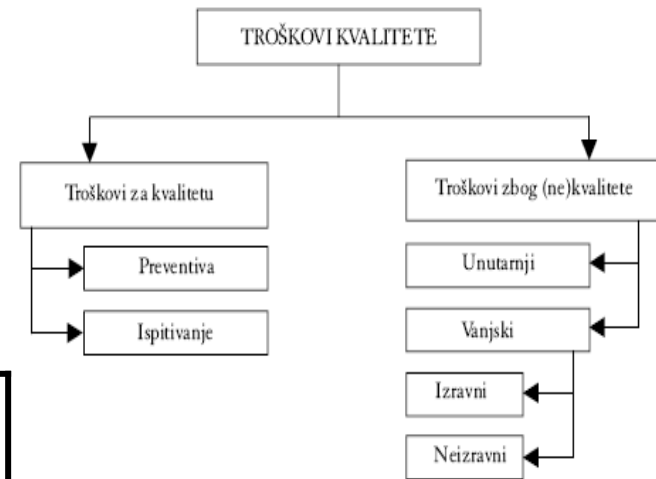 TROŠKOVI KVALITETE
Troškovi za kvalitetu
Preventiva
Ispitivanje
Troškovi zbog (ne)kvalitete
Unutarnji
Vanjski
Izravni
Neizravni